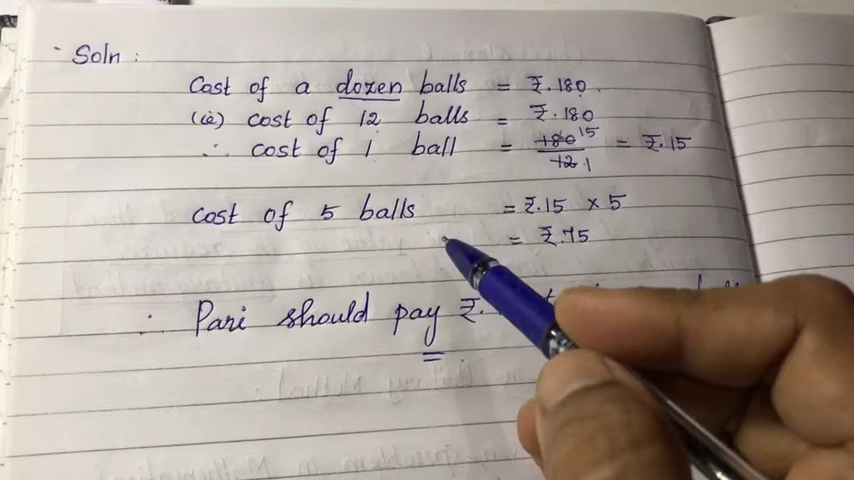 Soln :
Cost of a dozen balls = ₹.180.
(ie) cost of 12 balls = ₹.180
∴ cost of 1 ball = 180 15 / 12 1 = ₹.15
cost of 5 balls = ₹.15 × 5
= ₹.75
∴ Pari should pay ₹.